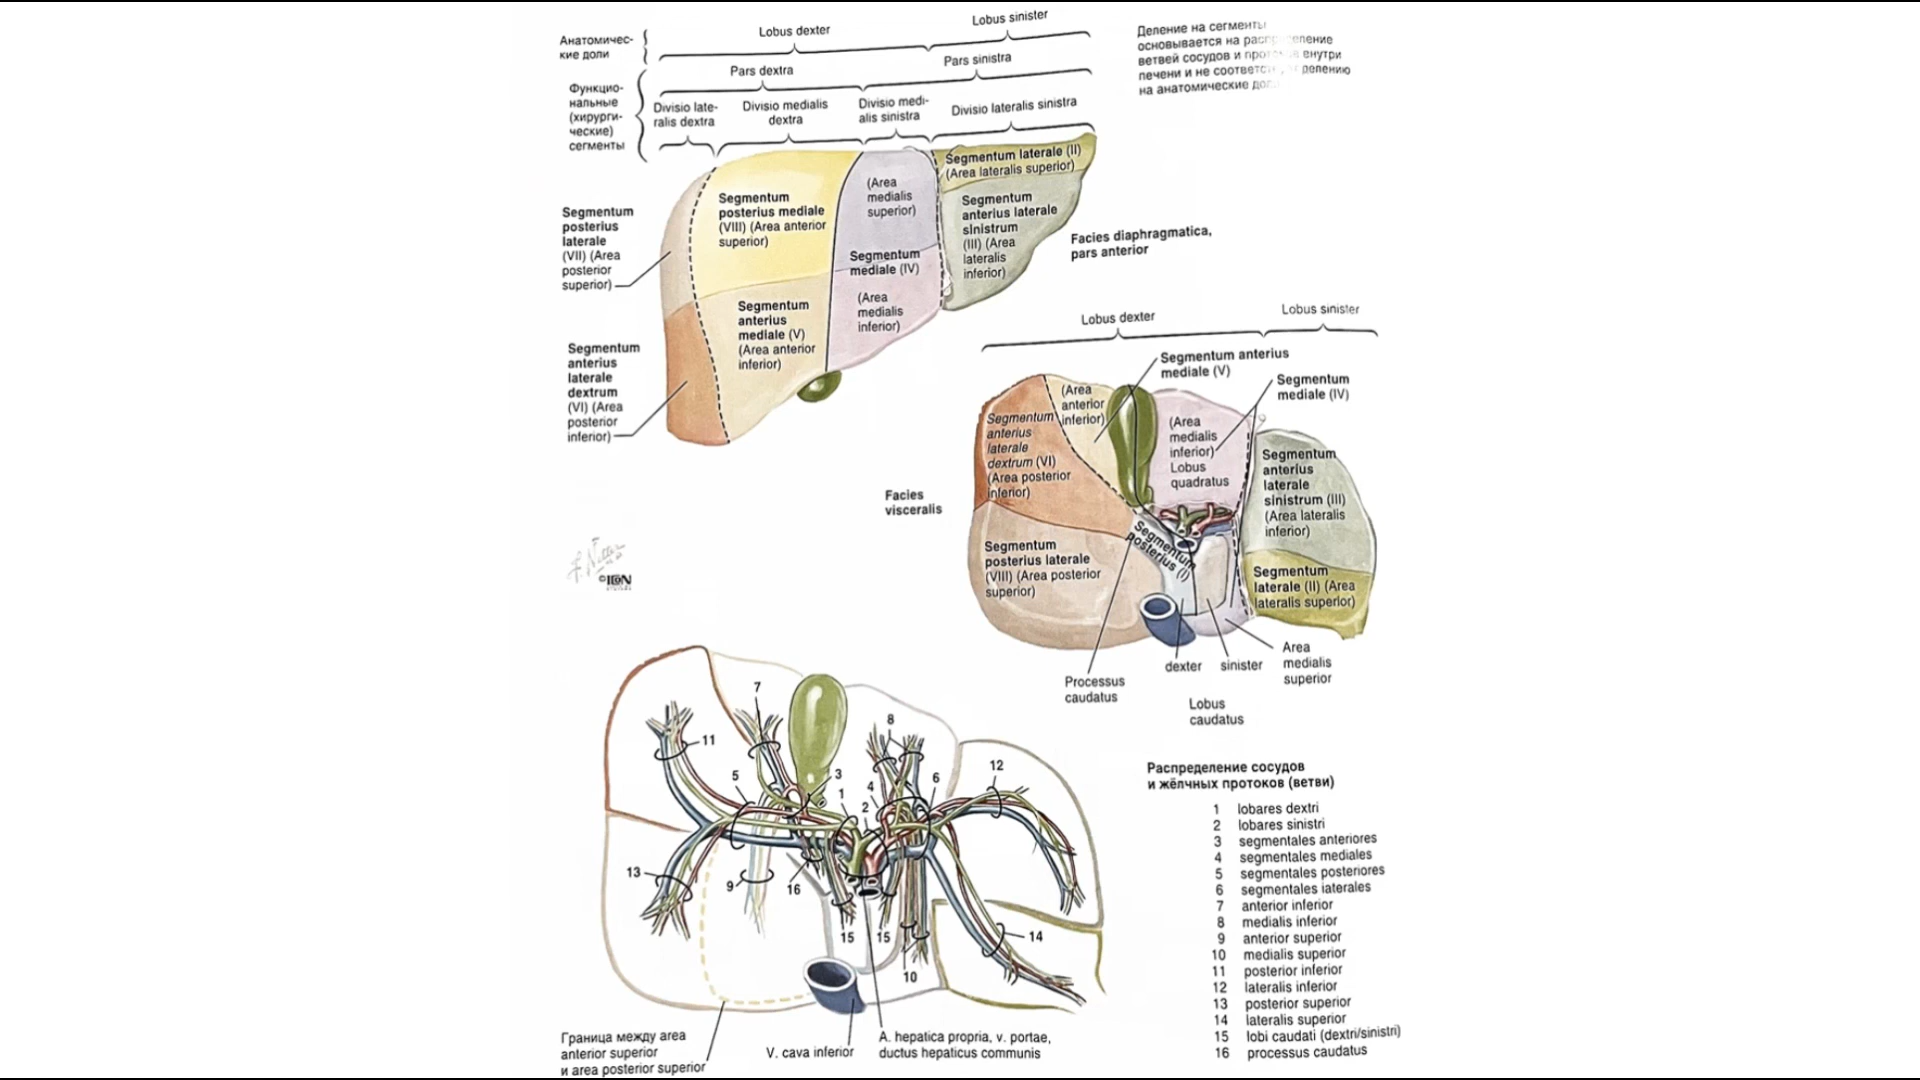 Анатомичес-
кие доли
Lobus dexter
Lobus sinister
Pars dextra
Pars sinistra
Функцио-
нальные
(хирурги-
ческие)
сегменты
Divisio late-
ralis dextra
Divisio medialis
dextra
Divisio medi-
alis sinistra
Divisio lateralis sinistra
Деление на сегменты
основывается на
ветвей сосудов и внутри
печени и не
на анатомические
Segmentum
posterius
laterale
(VII) (Area
posterior
superior)
Segmentum
anterius
laterale
dextrum
(VI) (Area
posterior
inferior)
Segmentum
posterius mediale
(VIII) (Area anterior
superior)
Segmentum
anterius
mediale (V)
(Area anterior
inferior)
(Area
medialis
superior)
Segmentum
mediale (IV)
(Area
medialis
inferior)
Segmentum laterale (II)
(Area lateralis superior)
Segmentum
anterius laterale
sinistrum
(III) (Area
lateralis
inferior)
Facies diaphragmatica,
pars anterior
Lobus dexter
Lobus sinister
Segmentum anterius
mediale (V)
Segmentum
mediale (IV)
(Area
anterior
inferior)
Segmentum
anterius
laterale
dextrum (VI)
(Area posterior
inferior)
(Area
medialis
inferior)
Lobus
quadratus
Segmentum
anterius
laterale
sinistrum (III)
(Area lateralis
inferior)
Facies
visceralis
Segmentum
posterius (I)
Segmentum
posterius laterale
(VIII) (Area posterior
superior)
Segmentum
laterale (II) (Area
lateralis superior)
Processus
caudatus
dexter
sinister
Area
medialis
superior
Lobus
caudatus
F. Netter
©ICON
7
8
11
5
3
1
2
4
6
12
13
9
16
15
15
10
14
Граница между area
anterior superior
и area posterior superior
V. cava inferior
A. hepatica propria, v. portae,
ductus hepaticus communis
Распределение сосудов
и жёлчных протоков (ветви)
1 lobares dextri
2 lobares sinistri
3 segmentales anteriores
4 segmentales mediales
5 segmentales posteriores
6 segmentales laterales
7 anterior inferior
8 medialis inferior
9 anterior superior
10 medialis superior
11 posterior inferior
12 lateralis inferior
13 posterior superior
14 lateralis superior
15 lobi caudati (dextri/sinistri)
16 processus caudatus